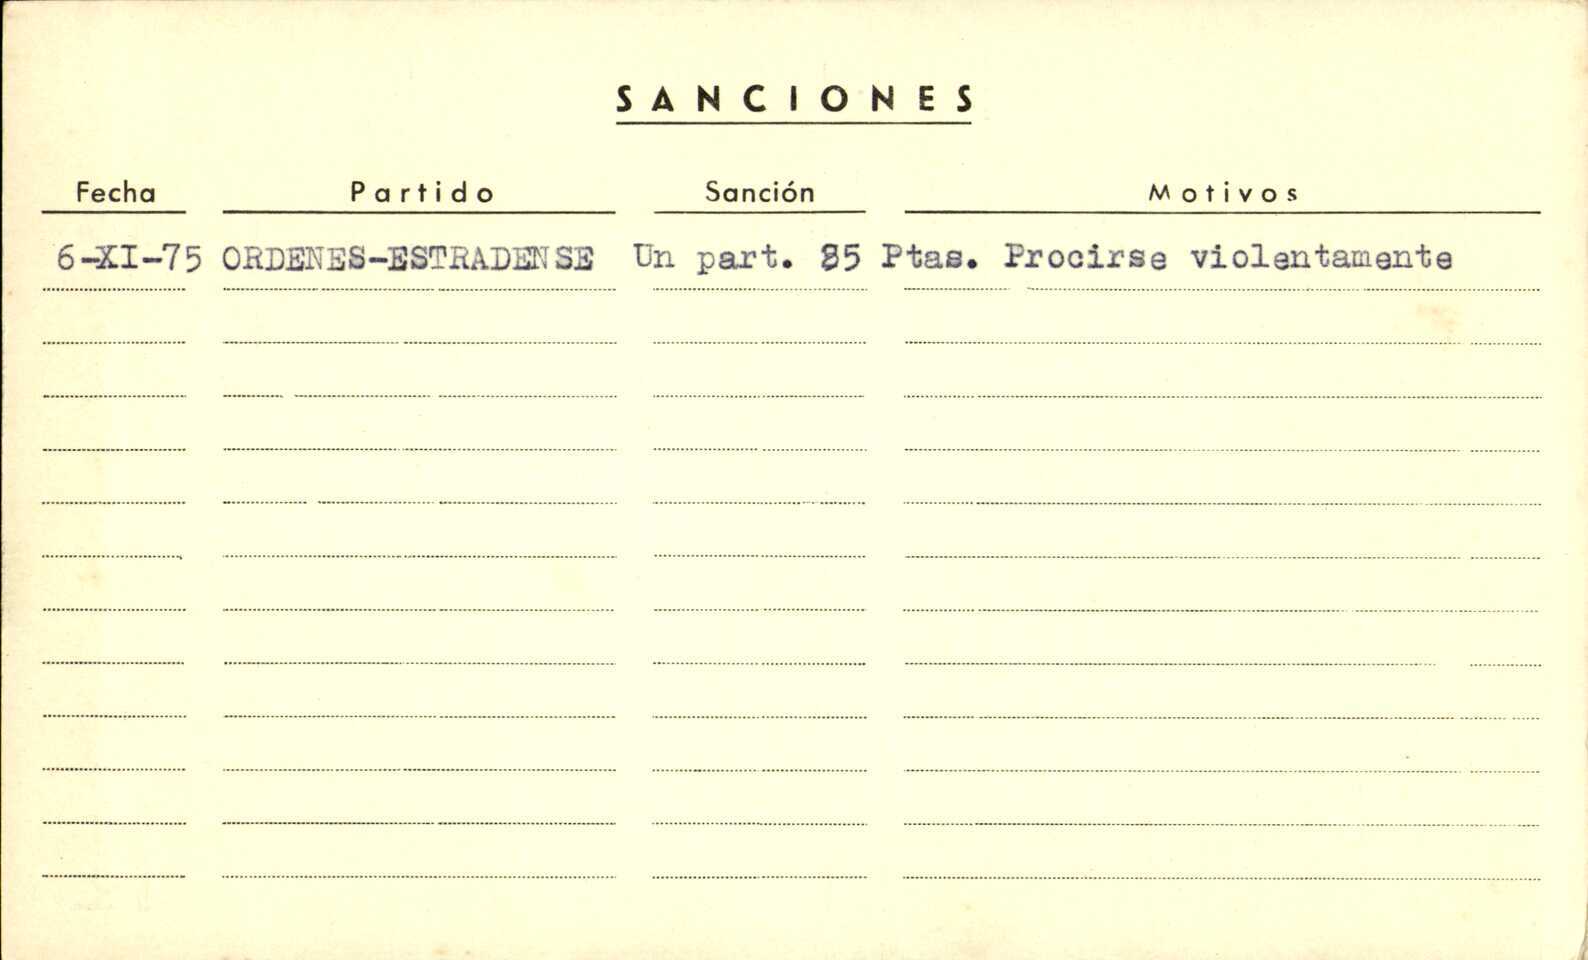 SANCIONES
Fecha Partido Sanción Motivos
6-XI-75 ORDENES-ESTRADENSE Un part. 85 Ptas. Procirse violentamente